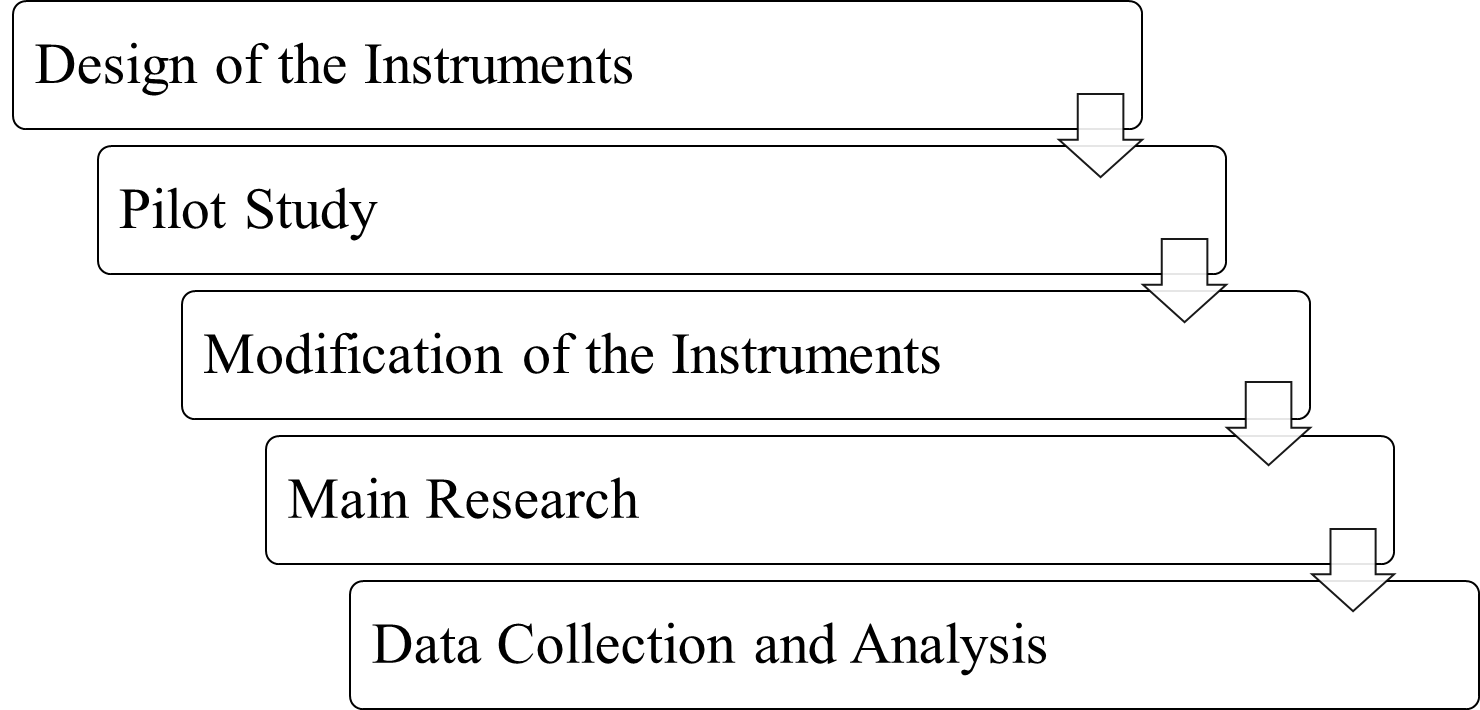 Design of the Instruments
Pilot Study
Modification of the Instruments
Main Research
Data Collection and Analysis